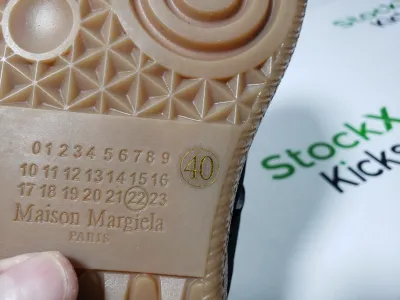 0 1 2 3 4 5 6 7 8 9
10 11 12 13 14 15 16
17 18 19 20 21 22 23
40
Maison Margiela
PARIS
StockX
Kicks